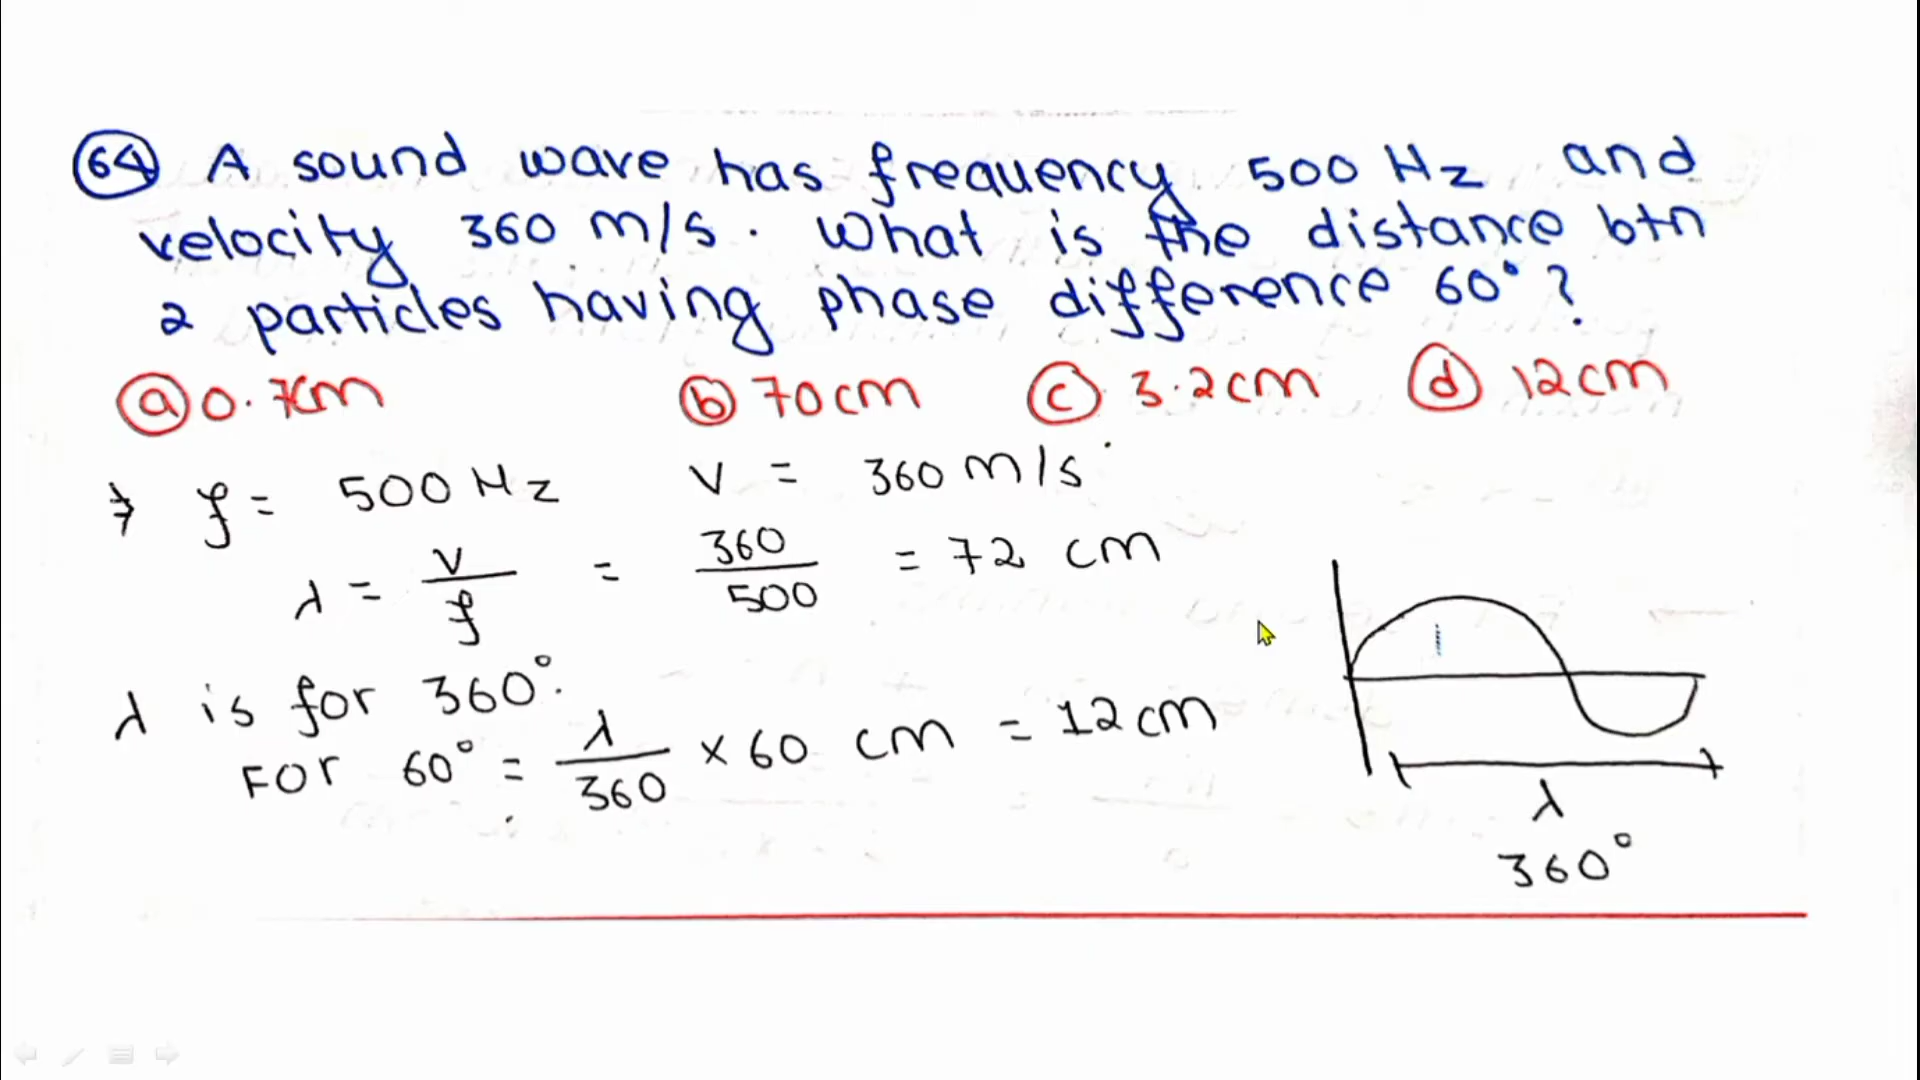 64 A sound wave has frequency 500 Hz and
velocity 360 m/s. What is the distance btn
2 particles having phase difference 60°?
a 0.7cm b 70cm c 3.2cm d 12cm
⇒ f = 500 Hz v = 360 m/s
λ = v/f = 360/500 = 72 cm
λ is for 360°.
For 60° = λ/360 × 60 cm = 12cm
λ
360°